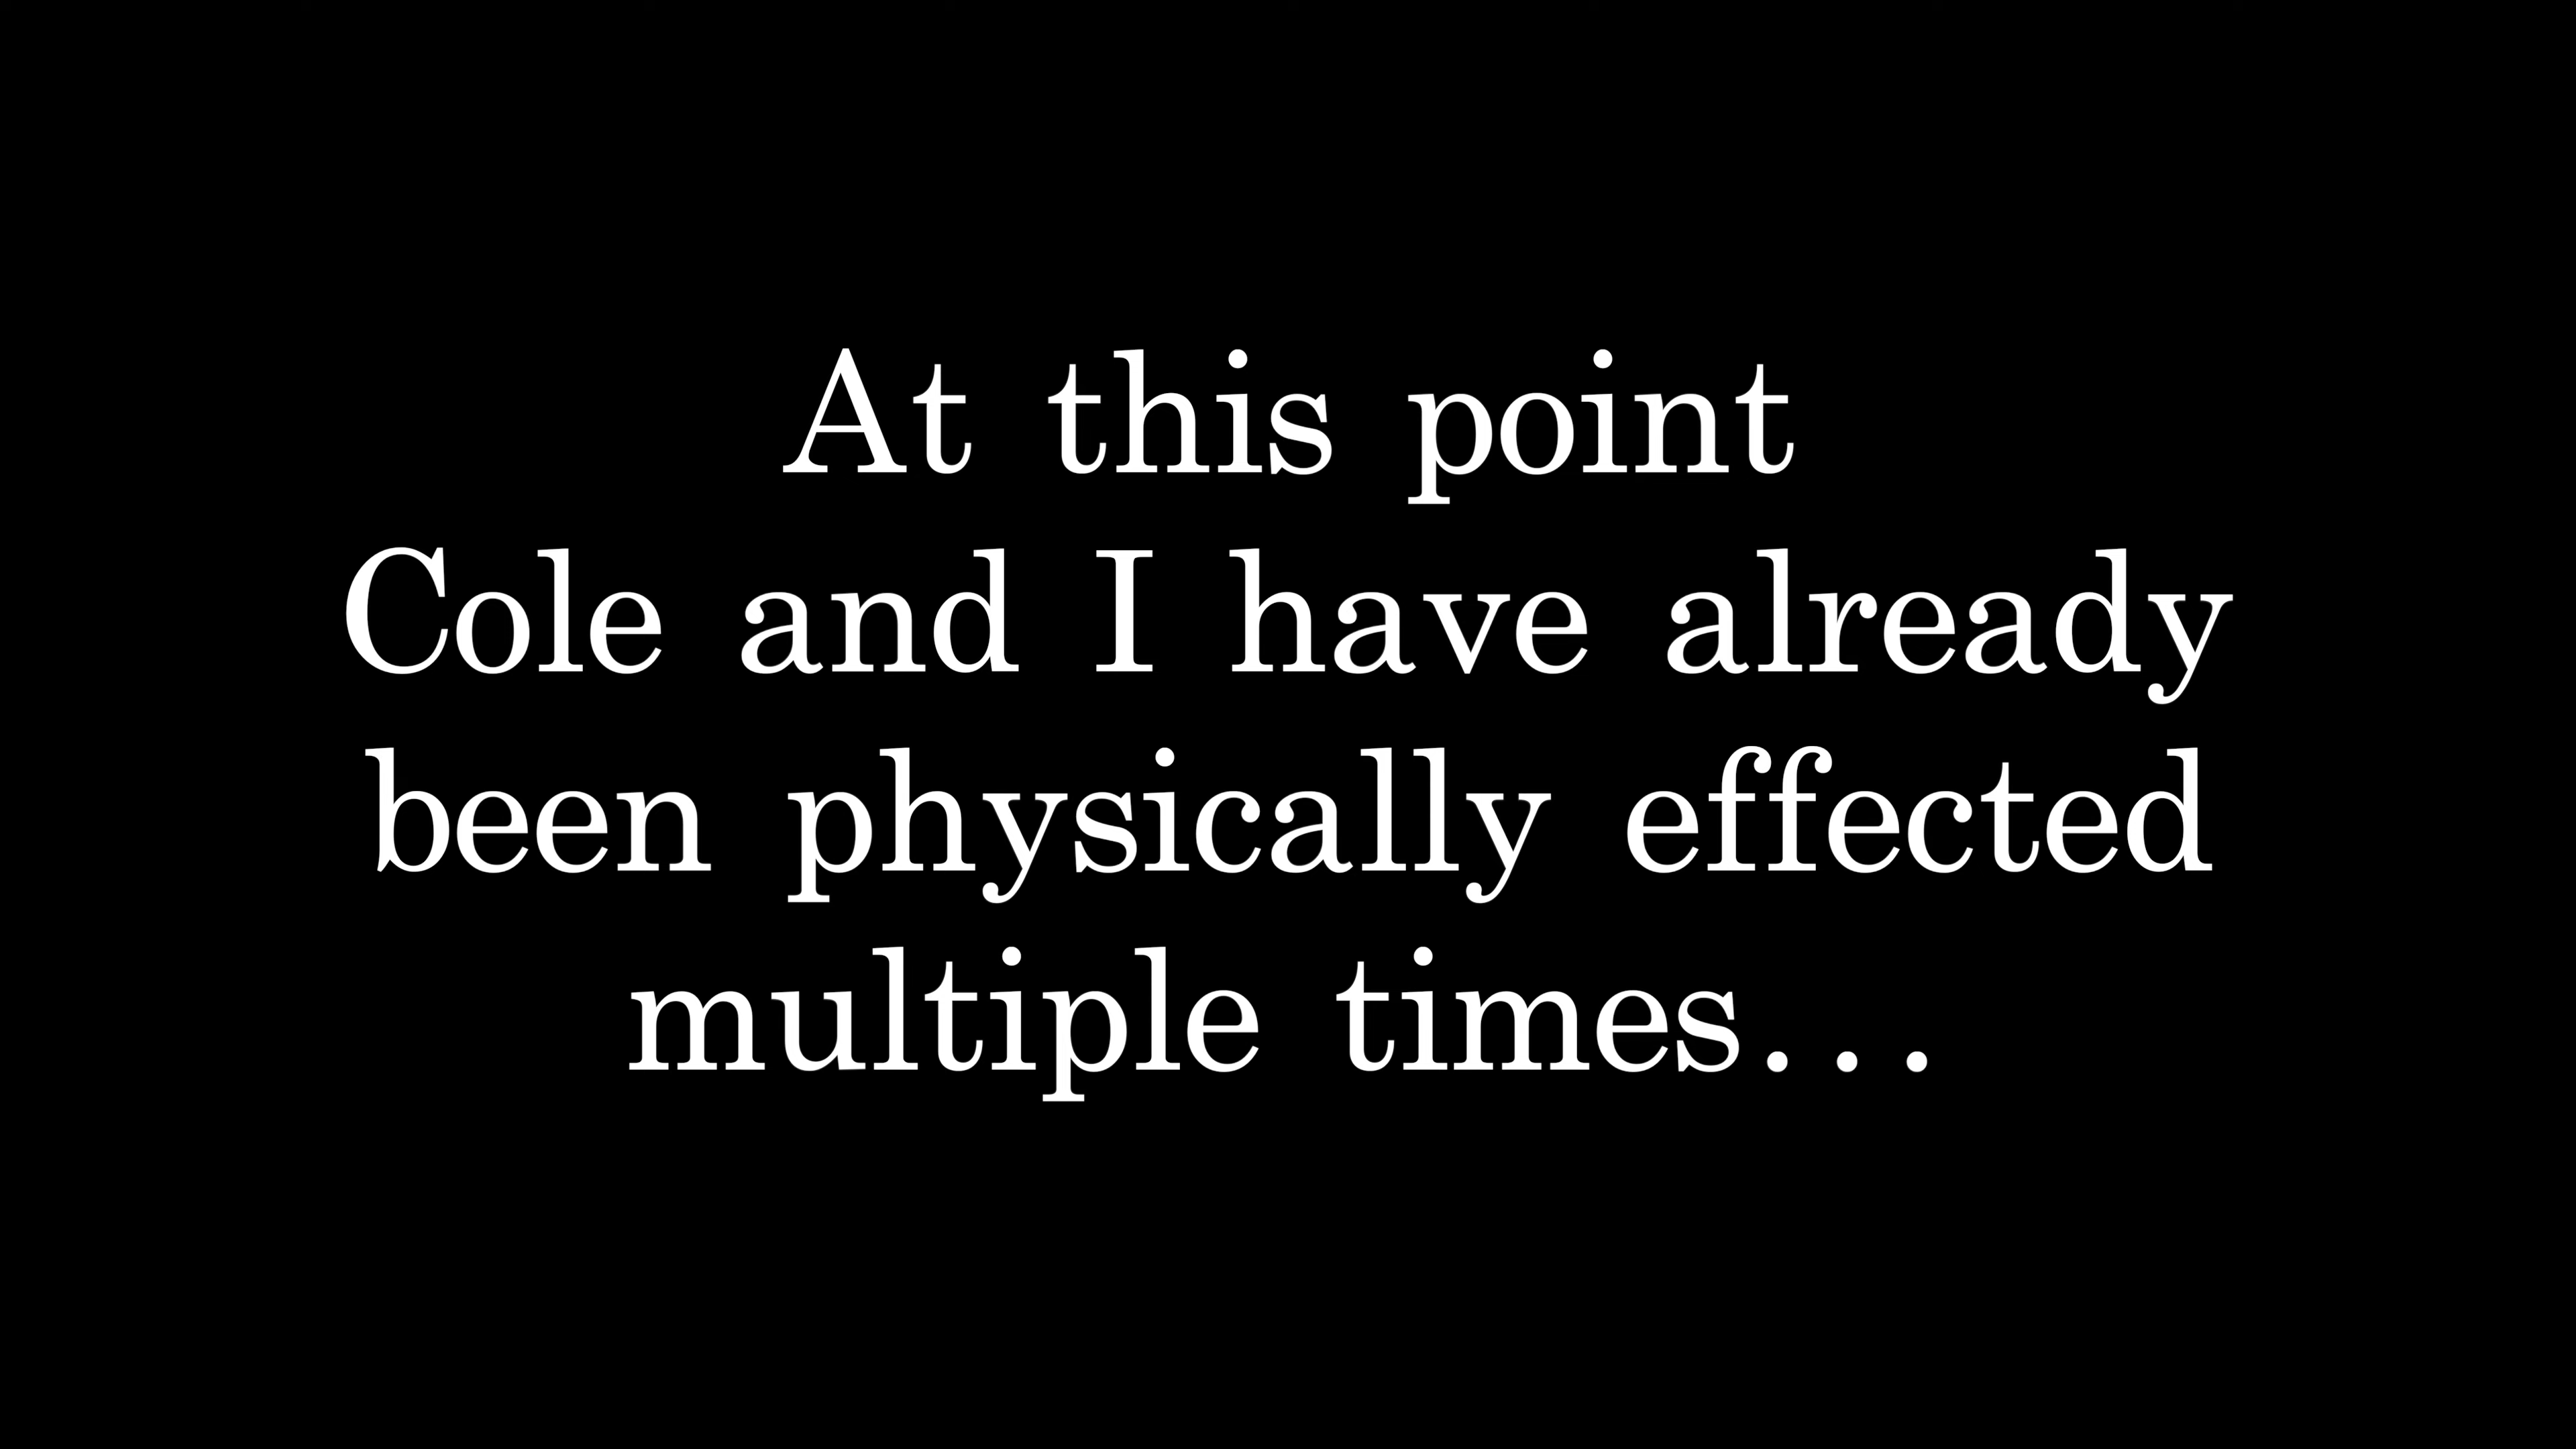 At this point
Cole and I have already
been physically effected
multiple times...